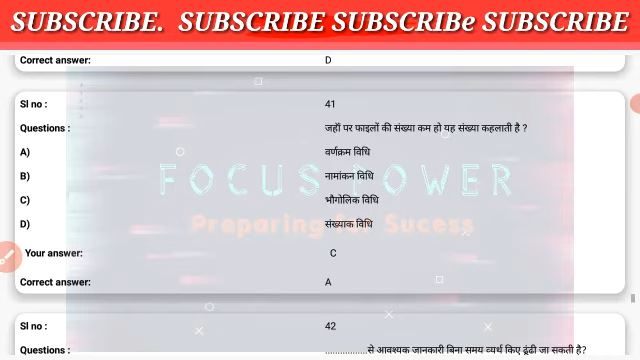 SUBSCRIBE. SUBSCRIBE SUBSCRIBe SUBSCRIBE
Correct answer: D
Sl no : 41
Questions : जहाँ पर फाइलों की संख्या कम हो यह संख्या कहलाती है ?
A) वर्णक्रम विधि
B) नामांकन विधि
C) भौगोलिक विधि
D) संख्याक विधि
FOCUS POWER
Preparing for Sucess
Your answer: C
Correct answer: A
Sl no : 42
Questions : .................से आवश्यक जानकारी बिना समय व्यर्थ किए ढूंढी जा सकती है?